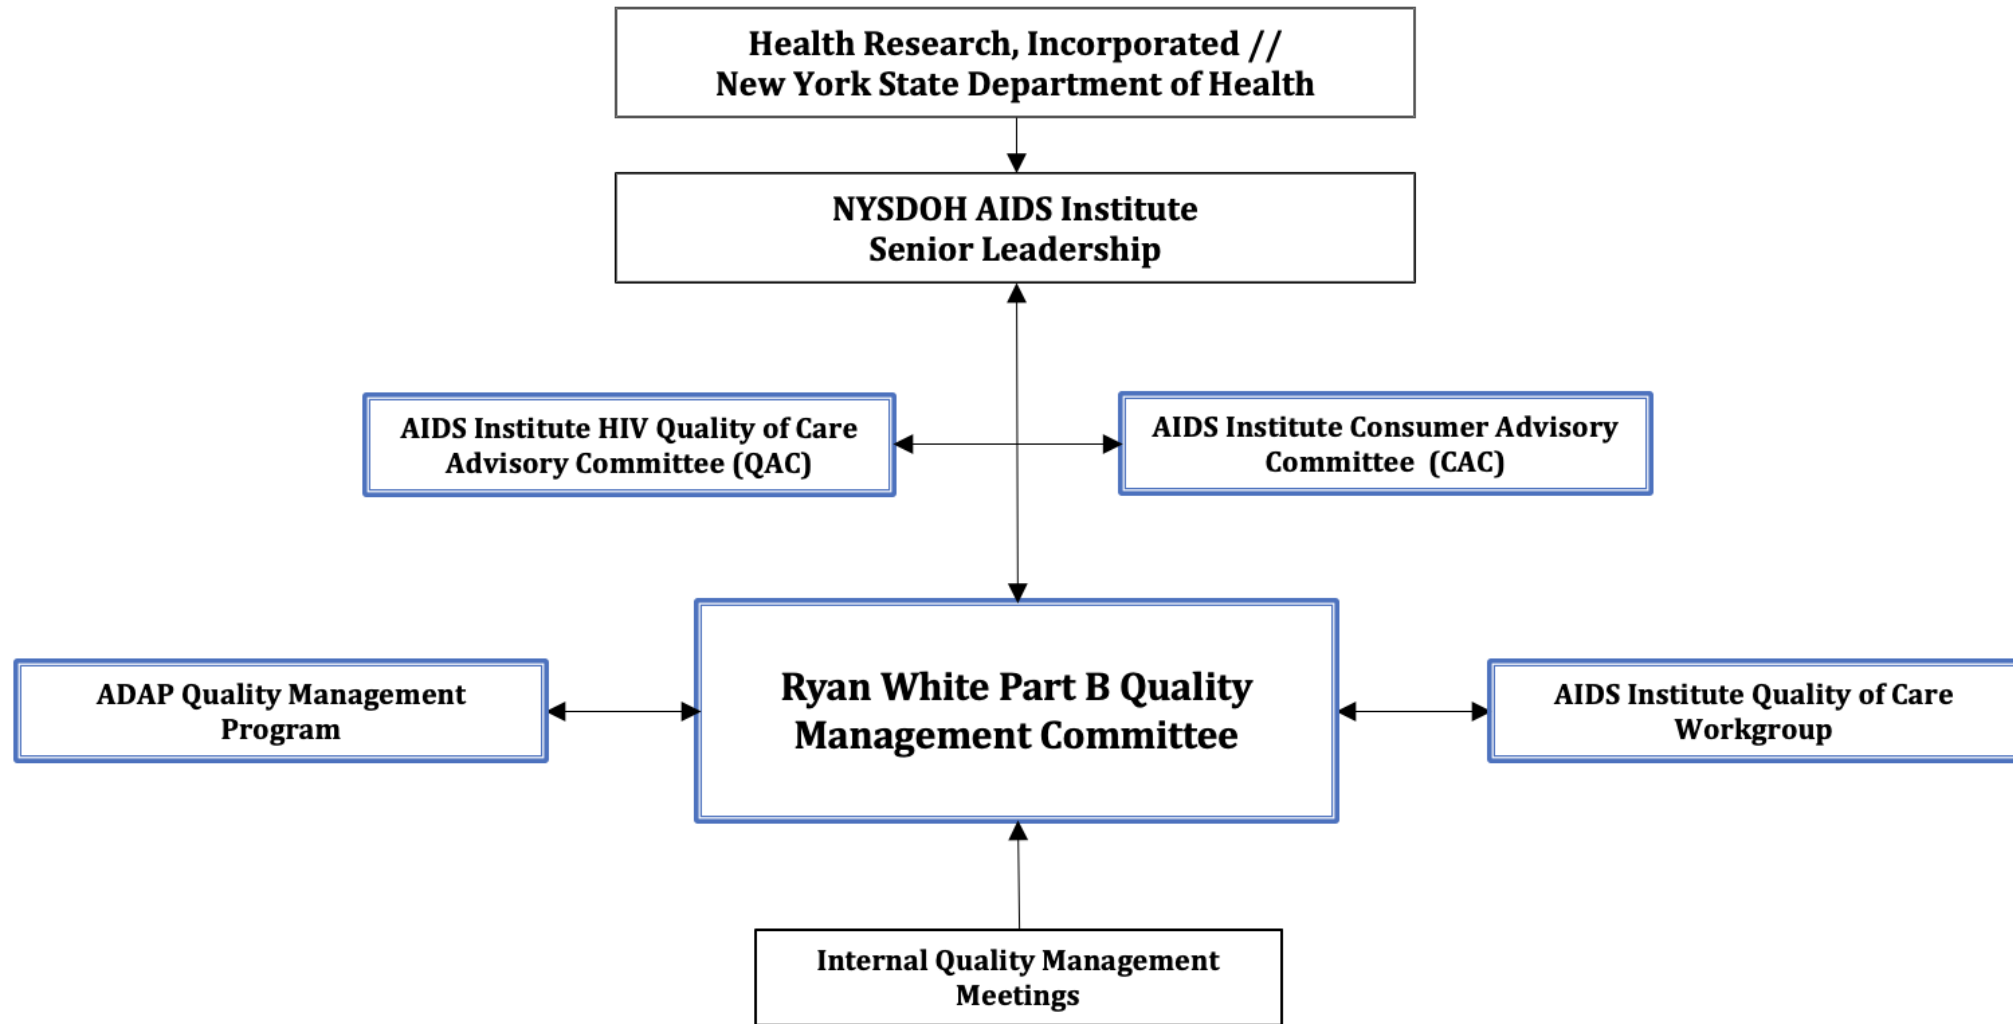 Health Research, Incorporated //
New York State Department of Health
NYSDOH AIDS Institute
Senior Leadership
AIDS Institute HIV Quality of Care
Advisory Committee (QAC)
AIDS Institute Consumer Advisory
Committee (CAC)
ADAP Quality Management
Program
Ryan White Part B Quality
Management Committee
AIDS Institute Quality of Care
Workgroup
Internal Quality Management
Meetings